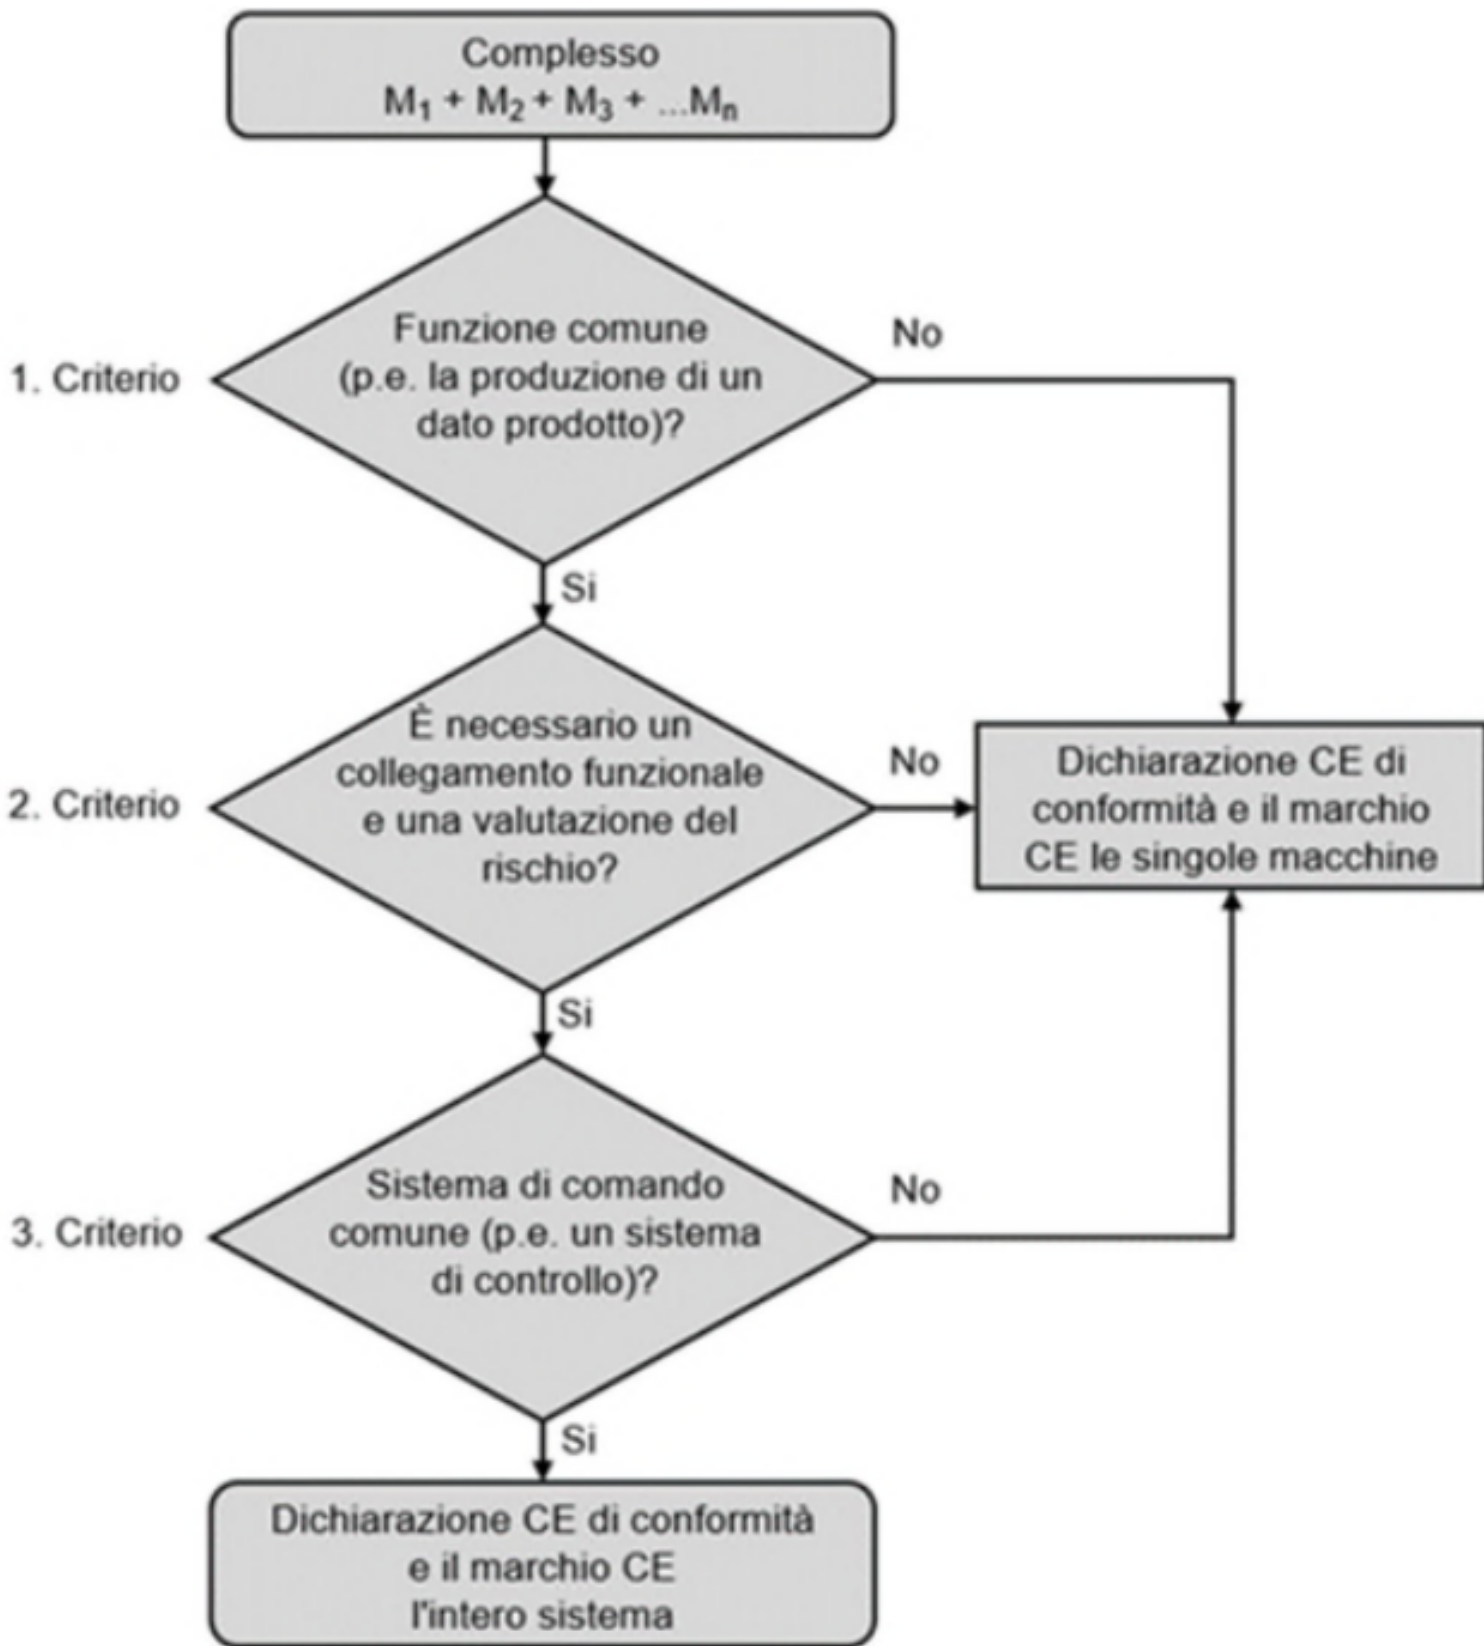 Complesso
M₁ + M₂ + M₃ + ...Mₙ
1. Criterio
Funzione comune
(p.e. la produzione di un
dato prodotto)?
No
Si
2. Criterio
È necessario un
collegamento funzionale
e una valutazione del
rischio?
No
Dichiarazione CE di
conformità e il marchio
CE le singole macchine
Si
3. Criterio
Sistema di comando
comune (p.e. un sistema
di controllo)?
No
Si
Dichiarazione CE di conformità
e il marchio CE
l'intero sistema